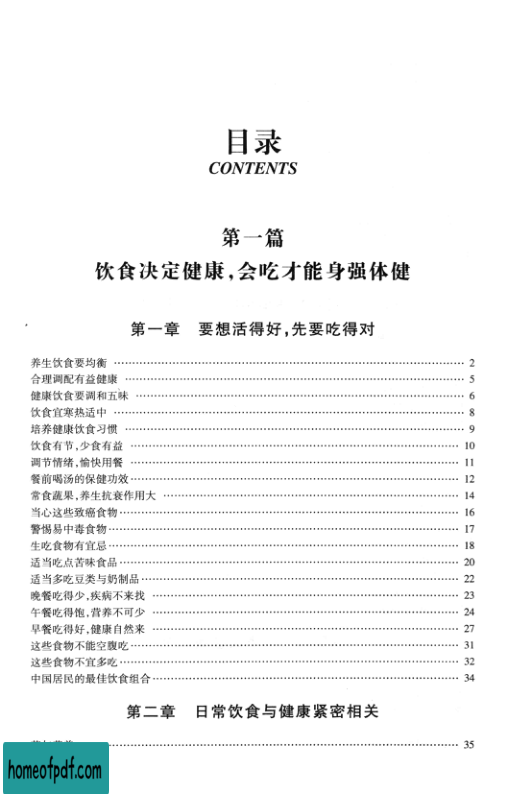 目录
CONTENTS
第一篇
饮食决定健康,会吃才能身强体健
第一章 要想活得好,先要吃得对
养生饮食要均衡 2
合理调配有益健康 5
健康饮食要调和五味 6
饮食宜寒热适中 8
培养健康饮食习惯 9
饮食有节,少食有益 10
调节情绪,愉快用餐 11
餐前喝汤的保健功效 12
常食蔬果,养生抗衰作用大 14
当心这些致癌食物 16
警惕易中毒食物 17
生吃食物有宜忌 18
适当吃点苦味食品 20
适当多吃豆类与奶制品 22
晚餐吃得少,疾病不来找 23
午餐吃得饱,营养不可少 24
早餐吃得好,健康自然来 27
这些食物不能空腹吃 31
这些食物不宜多吃 32
中国居民的最佳饮食组合 34
第二章 日常饮食与健康紧密相关
35
homeofpdf.com